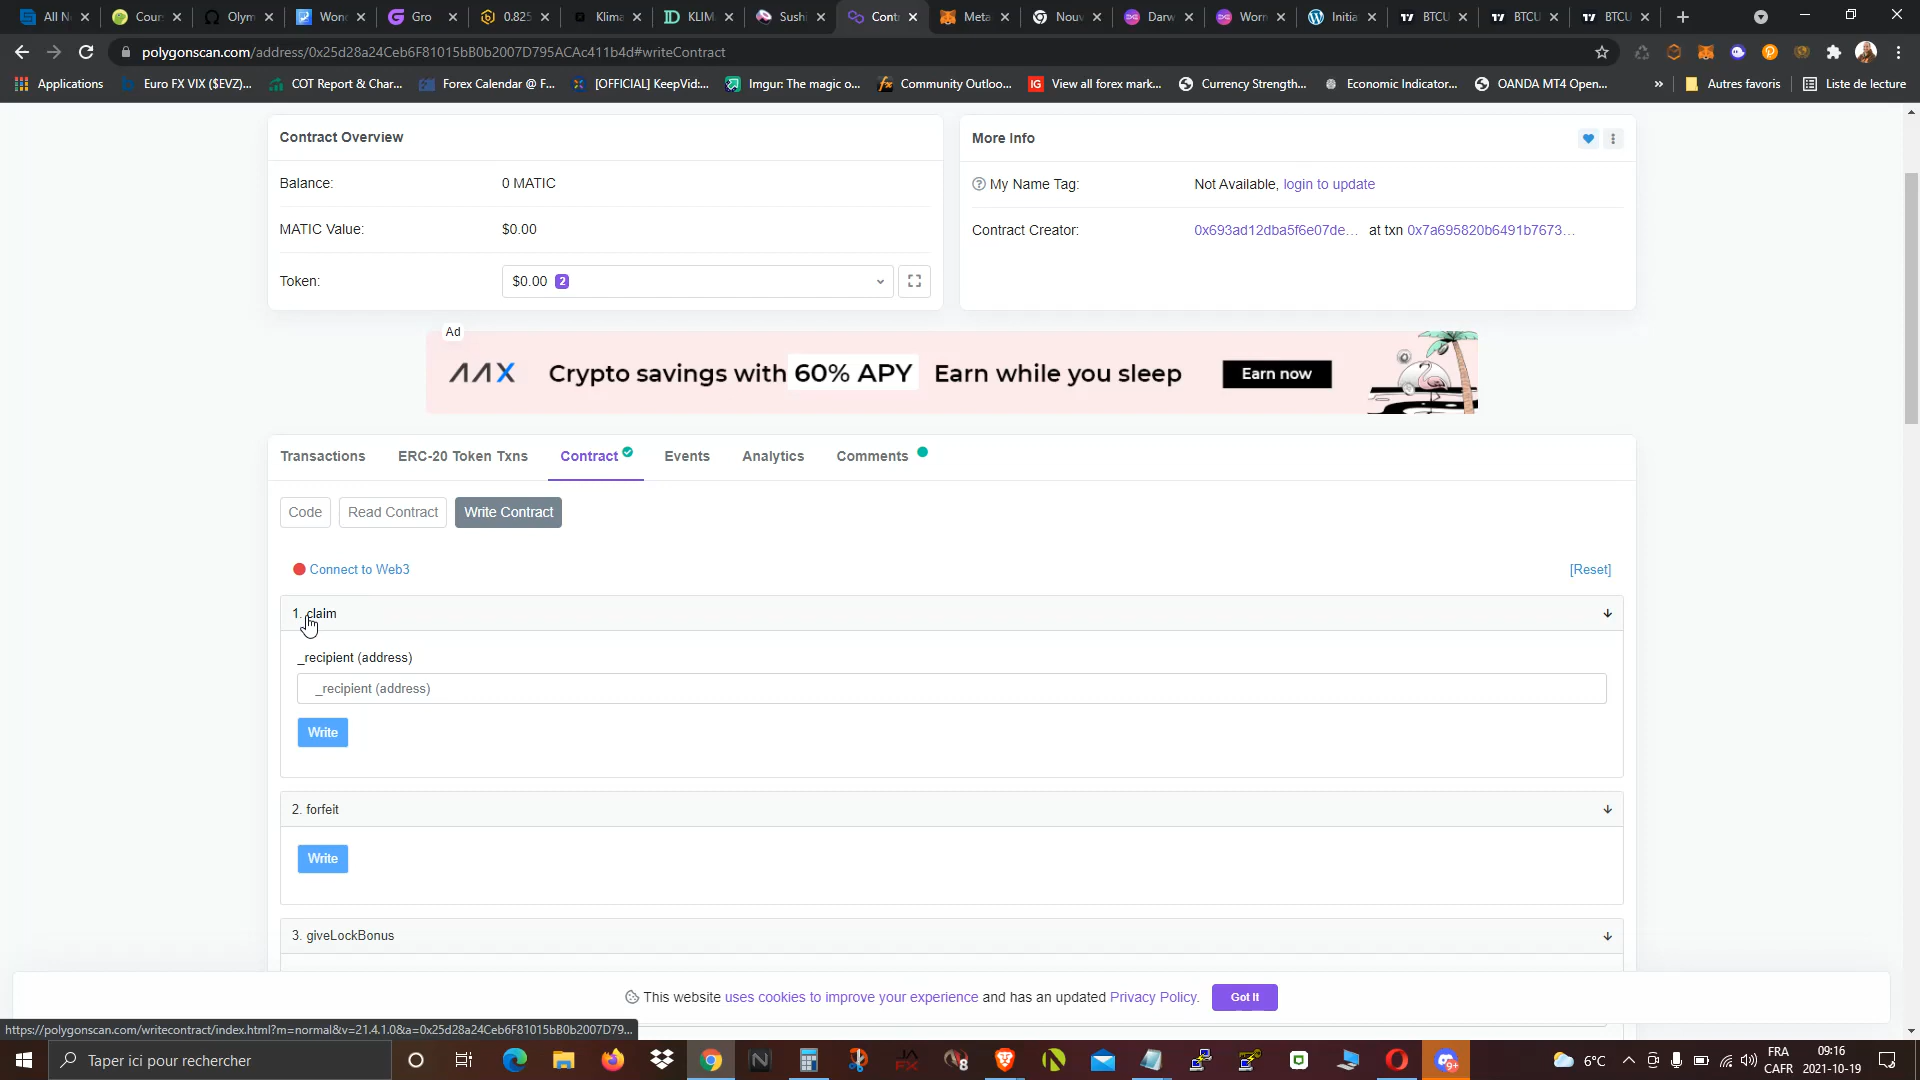 All N
Cours
Olym
Wond
Gro
0.825
Klima
KLIM
Sushi
Contr
Meta
Nouv
Darw
Worm
Initia
BTCU
BTCU
BTCU
polygonscan.com/address/0x25d28a24Ceb6F81015bB0b2007D795ACAc411b4d#writeContract
Applications
Euro FX VIX ($EVZ)...
COT Report & Char...
Forex Calendar @ F...
[OFFICIAL] KeepVid:...
Imgur: The magic o...
Community Outloo...
IG View all forex mark...
Currency Strength...
Economic Indicator...
OANDA MT4 Open...
»
Autres favoris
Liste de lecture
Contract Overview
Balance: 0 MATIC
MATIC Value: $0.00
Token: $0.00 2
More Info
My Name Tag: Not Available, login to update
Contract Creator: 0x693ad12dba5f6e07de... at txn 0x7a695820b6491b7673...
Ad
AAX Crypto savings with 60% APY Earn while you sleep Earn now
Transactions ERC-20 Token Txns Contract Events Analytics Comments
Code Read Contract Write Contract
Connect to Web3 [Reset]
1. claim
_recipient (address)
_recipient (address)
Write
2. forfeit
Write
3. giveLockBonus
This website uses cookies to improve your experience and has an updated Privacy Policy. Got It
https://polygonscan.com/writecontract/index.html?m=normal&v=21.4.1.0&a=0x25d28a24Ceb6F81015bB0b2007D79...
Taper ici pour rechercher
6°C
FRA
CAFR
09:16
2021-10-19